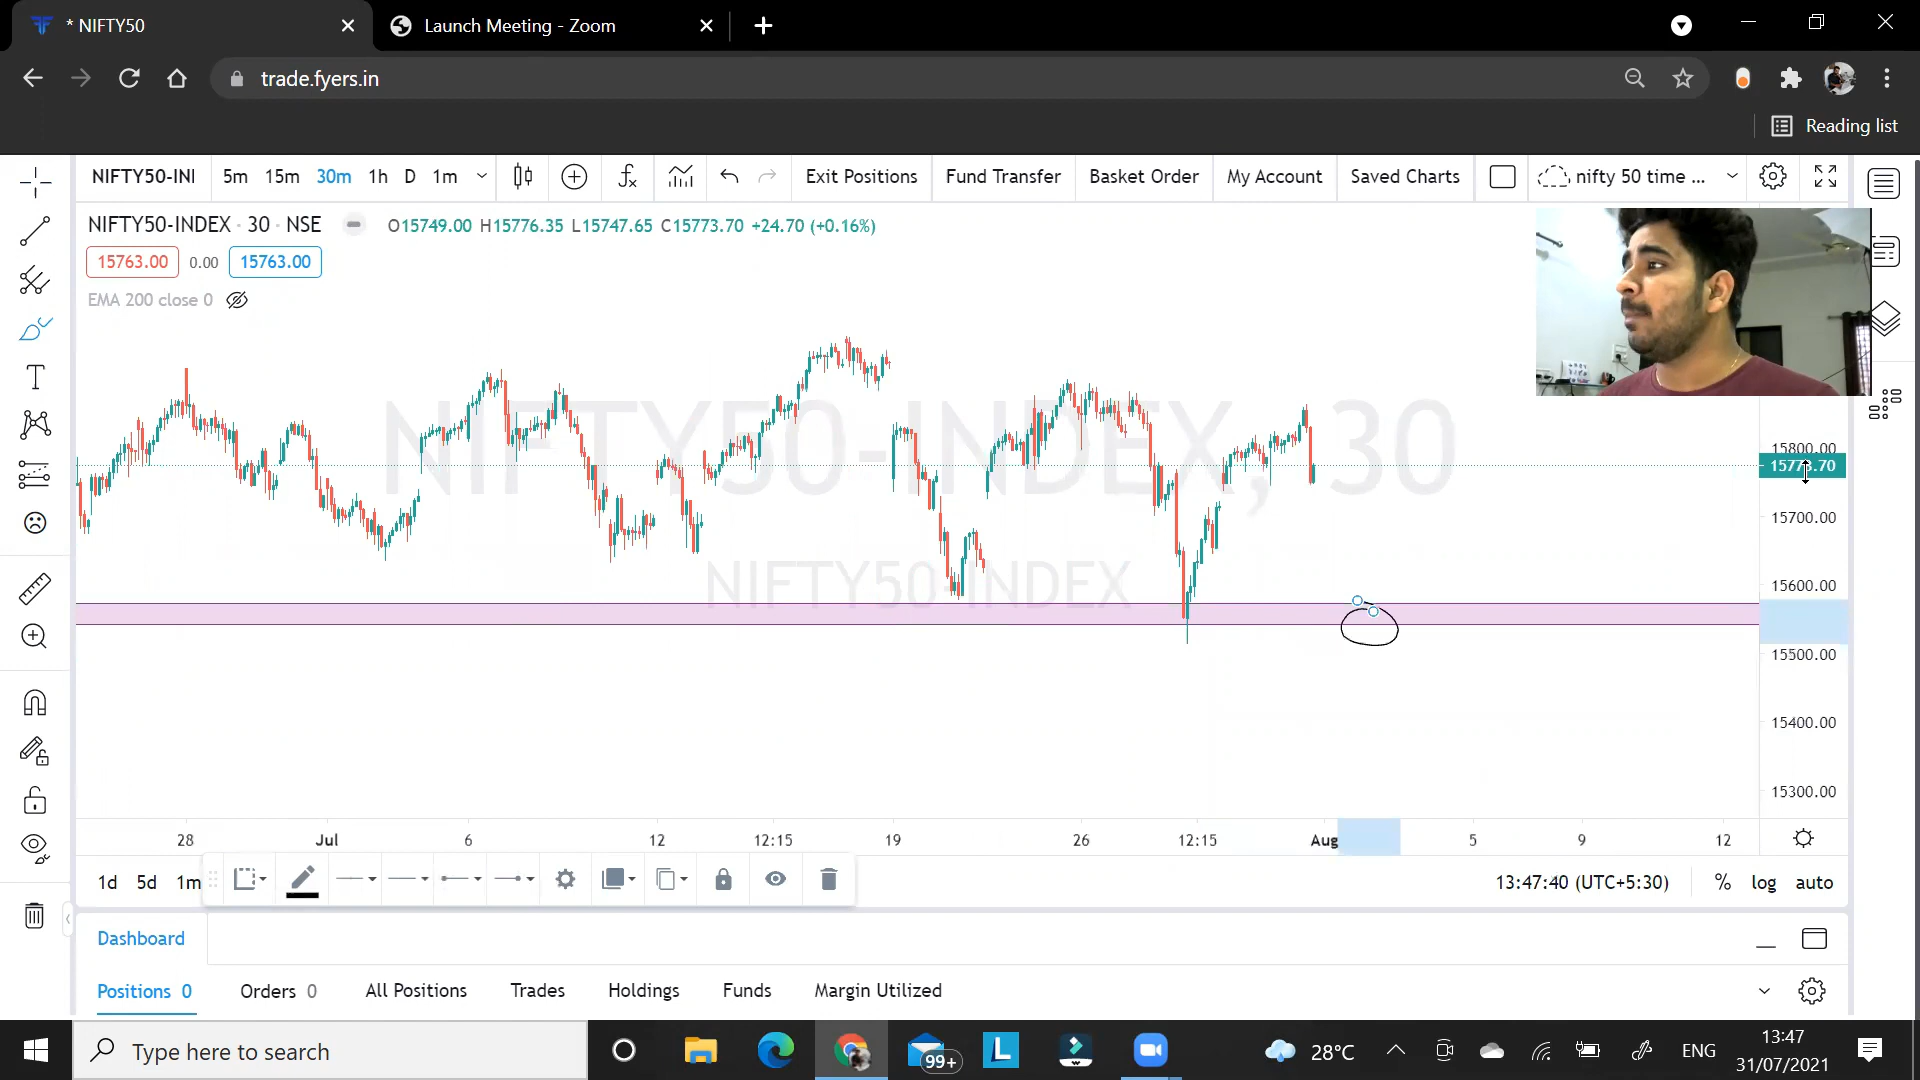 * NIFTY50
Launch Meeting - Zoom
trade.fyers.in
Reading list
NIFTY50-INI 5m 15m 30m 1h D 1m Exit Positions Fund Transfer Basket Order My Account Saved Charts nifty 50 time ...
NIFTY50-INDEX · 30 · NSE O15749.00 H15776.35 L15747.65 C15773.70 +24.70 (+0.16%)
15763.00 0.00 15763.00
EMA 200 close 0
NIFTY50-INDEX, 30
NIFTY50-INDEX
15800.00
15700.00
15600.00
15500.00
15400.00
15300.00
28 Jul 6 12 12:15 19 26 12:15 Aug 5 9 12
1d 5d 1m 13:47:40 (UTC+5:30) % log auto
Dashboard
Positions 0 Orders 0 All Positions Trades Holdings Funds Margin Utilized
Type here to search 99+ L 28°C ENG 13:47
31/07/2021